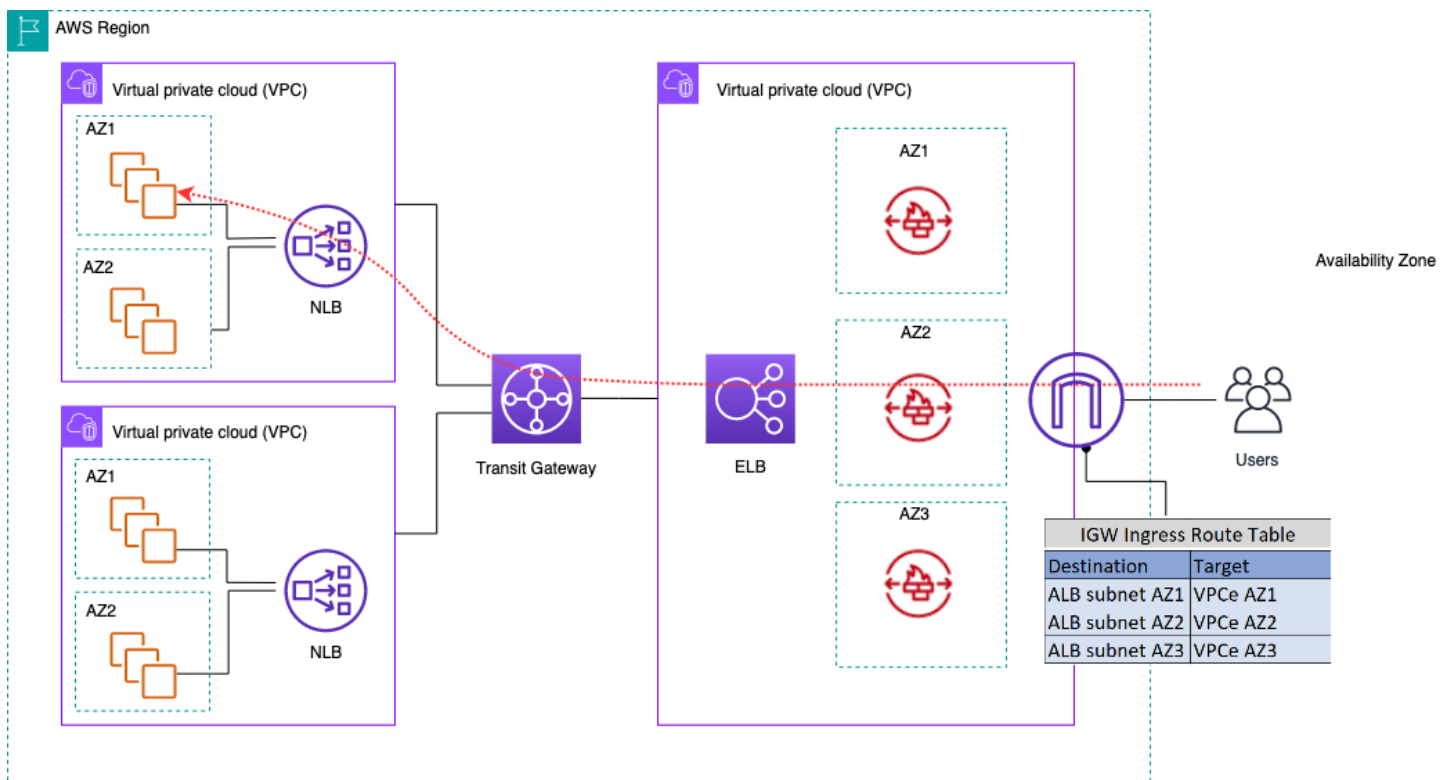 AWS Region
Virtual private cloud (VPC)
AZ1
AZ2
NLB
Virtual private cloud (VPC)
AZ1
AZ2
NLB
Transit Gateway
Virtual private cloud (VPC)
AZ1
AZ2
AZ3
ELB
Availability Zone
Users
IGW Ingress Route Table
Destination Target
ALB subnet AZ1 VPCe AZ1
ALB subnet AZ2 VPCe AZ2
ALB subnet AZ3 VPCe AZ3